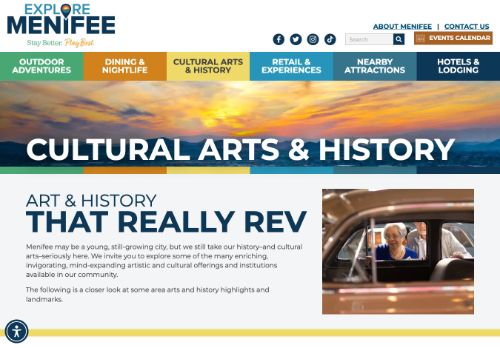 EXPLORE
MENIFEE
Stay Better. Play Best.
ABOUT MENIFEE | CONTACT US
Search
EVENTS CALENDAR
OUTDOOR
ADVENTURES
DINING &
NIGHTLIFE
CULTURAL ARTS
& HISTORY
RETAIL &
EXPERIENCES
NEARBY
ATTRACTIONS
HOTELS &
LODGING
CULTURAL ARTS & HISTORY
ART & HISTORY
THAT REALLY REV
Menifee may be a young, still-growing city, but we still take our history–and cultural
arts–seriously here. We invite you to explore some of the many enriching,
invigorating, mind-expanding artistic and cultural offerings and institutions
available in our community.
The following is a closer look at some area arts and history highlights and
landmarks.